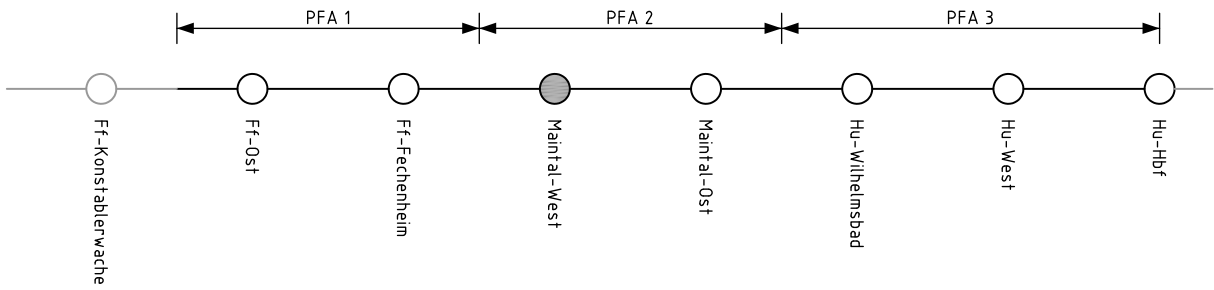 PFA 1
PFA 2
PFA 3
Ff-Konstablerwache
Ff-Ost
Ff-Fechenheim
Maintal-West
Maintal-Ost
Hu-Wilhelmsbad
Hu-West
Hu-Hbf